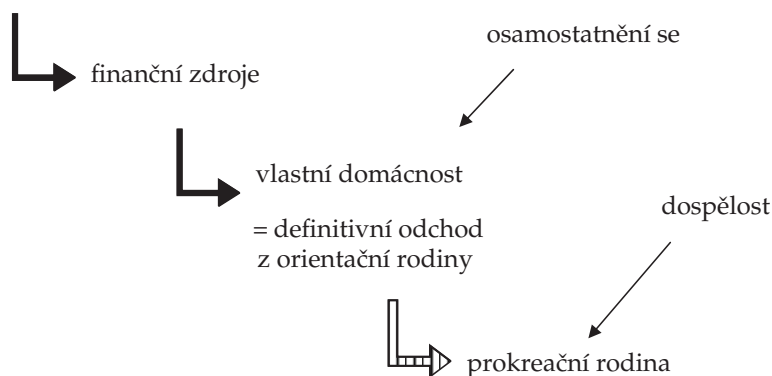 osamostatnění se
finanční zdroje
vlastní domácnost
= definitivní odchod
z orientační rodiny
dospělost
prokreační rodina